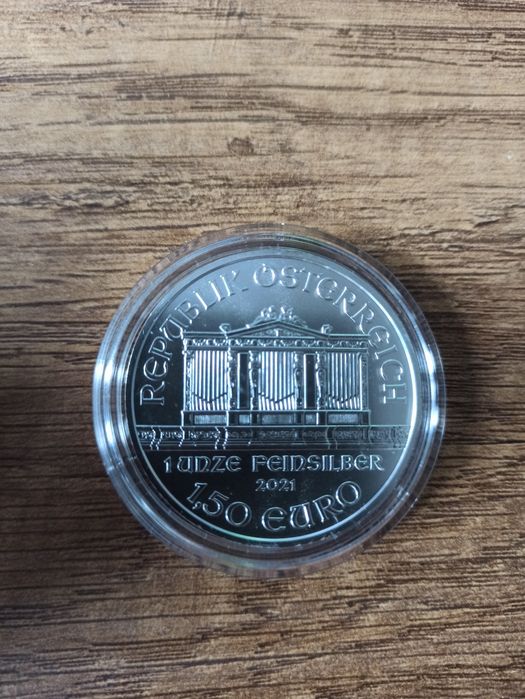 REPUBLIK ÖSTERREICH
1 UNZE FEINSILBER
2021
1,50 EURO